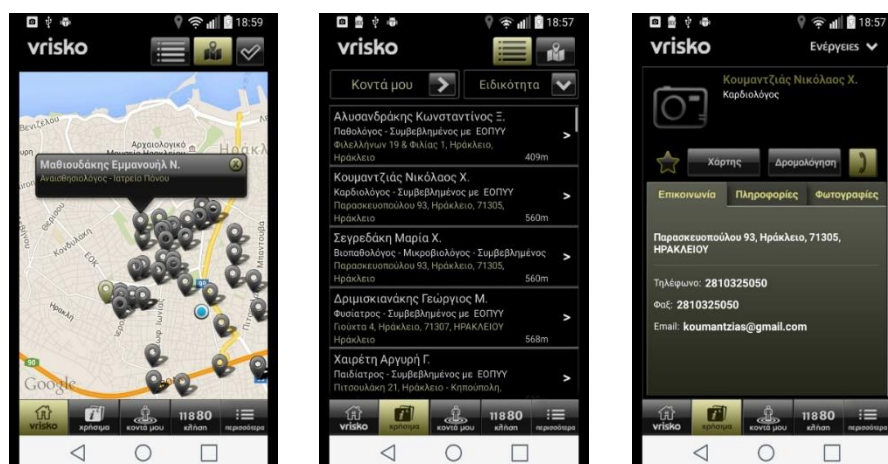 18:59
vrisko
Βενιζέλου
Αρχαιολογικό
Μαθιουδάκης Εμμανουήλ Ν.
Αναισθησιολόγος - Ιατρείο Πόνου
Θερίσου
Κονδυλάκη
ΕΟΚ
90
90
Google
vrisko
χρήσιμα
κοντά μου
11880
κλήση
περισσότερα
18:57
vrisko
Κοντά μου
Ειδικότητα
Αλυσανδράκης Κωνσταντίνος Ξ.
Παθολόγος - Συμβεβλημένος με ΕΟΠΥΥ
Φιλελλήνων 19 & Φιλίας 1, Ηράκλειο,
Ηράκλειο 409m
Κουμαντζιάς Νικόλαος Χ.
Καρδιολόγος - Συμβεβλημένος με ΕΟΠΥΥ
Παρασκευοπούλου 93, Ηράκλειο, 71305,
Ηράκλειο 560m
Σεγρεδάκη Μαρία Χ.
Βιοπαθολόγος - Μικροβιολόγος - Συμβεβλημένος
Παρασκευοπούλου 93, Ηράκλειο, 71305,
Ηράκλειο 560m
Δριμισκιανάκης Γεώργιος Μ.
Φυσίατρος - Συμβεβλημένος με ΕΟΠΥΥ
Γιούχτα 4, Ηράκλειο, 71307, ΗΡΑΚΛΕΙΟΥ
Ηράκλειο 568m
Χαιρέτη Αργυρή Γ.
Παιδίατρος - Συμβεβλημένος με ΕΟΠΥΥ
Πιτσουλάκη 21, Ηράκλειο - Κηπούπολη,
vrisko
χρήσιμα
κοντά μου
11880
κλήση
περισσότερα
18:57
vrisko
Ενέργειες
Κουμαντζιάς Νικόλαος Χ.
Καρδιολόγος
Χάρτης
Δρομολόγηση
Επικοινωνία Πληροφορίες Φωτογραφίες
Παρασκευοπούλου 93, Ηράκλειο, 71305,
ΗΡΑΚΛΕΙΟΥ
Τηλέφωνο: 2810325050
Φαξ: 2810325050
Email: koumantzias@gmail.com
vrisko
χρήσιμα
κοντά μου
11880
κλήση
περισσότερα